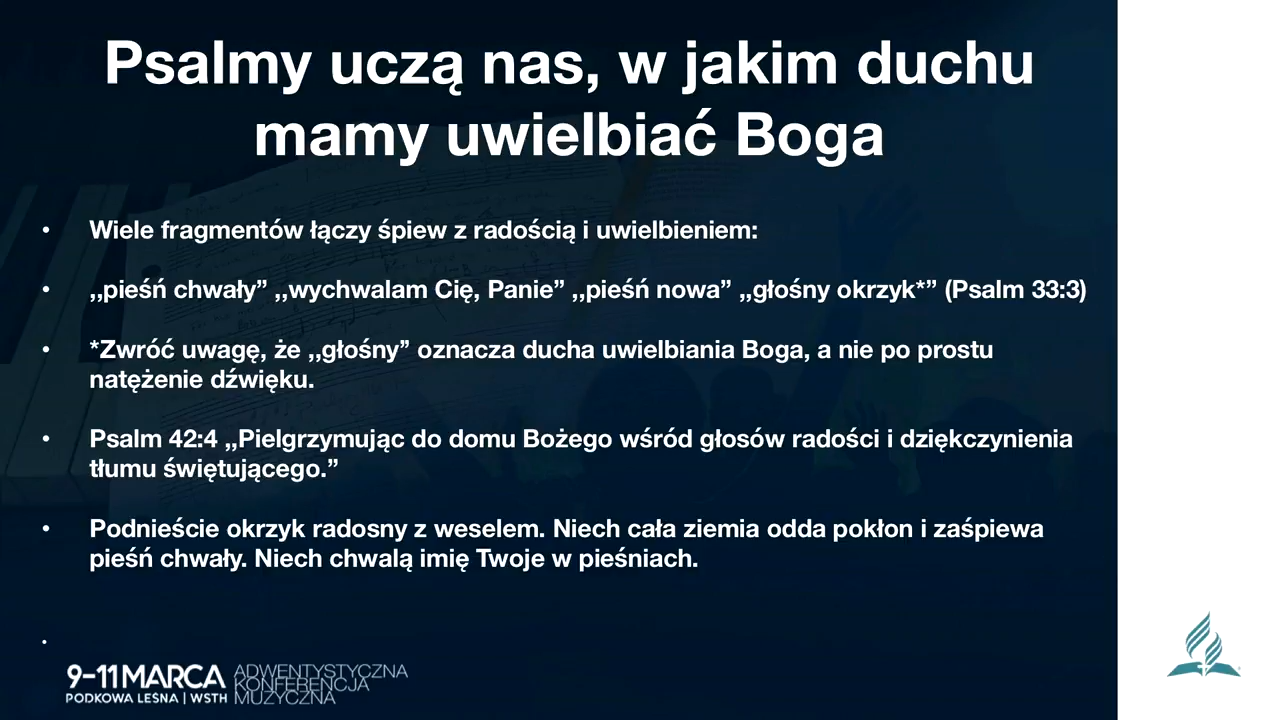 Psalmy uczą nas, w jakim duchu
mamy uwielbiać Boga
• Wiele fragmentów łączy śpiew z radością i uwielbieniem:
• ,,pieśń chwały” ,,wychwalam Cię, Panie” ,,pieśń nowa” ,,głośny okrzyk*” (Psalm 33:3)
• *Zwróć uwagę, że ,,głośny” oznacza ducha uwielbiania Boga, a nie po prostu
natężenie dźwięku.
• Psalm 42:4 ,,Pielgrzymując do domu Bożego wśród głosów radości i dziękczynienia
tłumu świętującego.”
• Podnieście okrzyk radosny z weselem. Niech cała ziemia odda pokłon i zaśpiewa
pieśń chwały. Niech chwalą imię Twoje w pieśniach.
•
9–11 MARCA
PODKOWA LEŚNA | WSTH
ADWENTYSTYCZNA
KONFERENCJA
MUZYCZNA